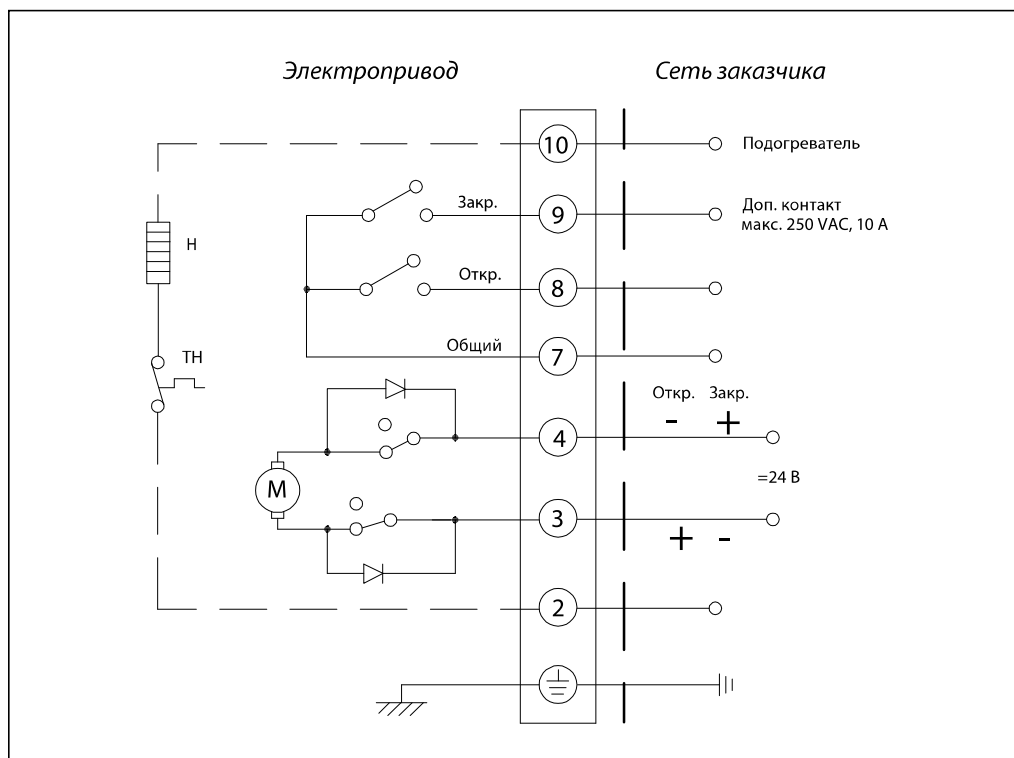 Электропривод
Сеть заказчика
10
Подогреватель
Закр.
9
Доп. контакт
макс. 250 VAC, 10 A
H
Откр.
8
Общий
7
TH
Откр. Закр.
- +
4
=24 В
M
3
+ -
2